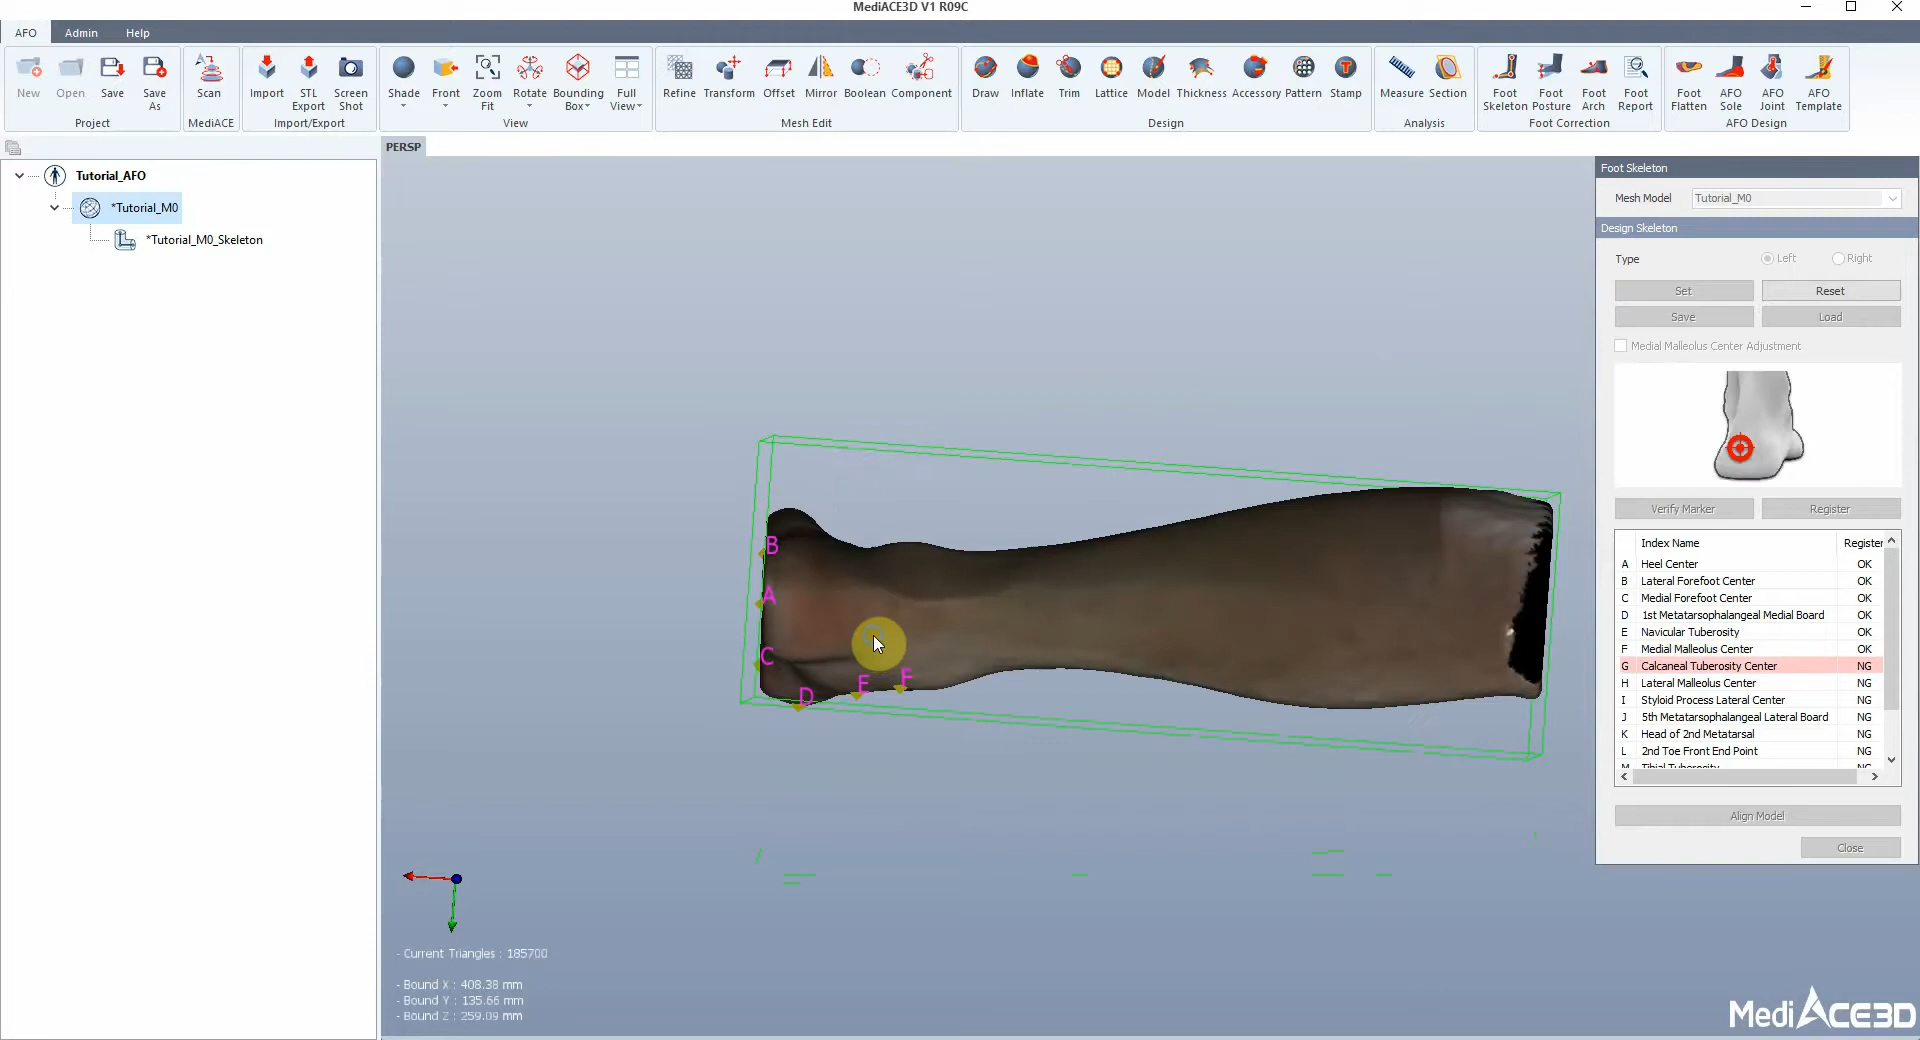 MediACE3D V1 R09C
AFO Admin Help
New Open Save Save As
Project
Scan
MediACE
Import STL Export Screen Shot
Import/Export
Shade Front Zoom Fit Rotate Bounding Box Full View
View
Refine Transform Offset Mirror Boolean Component
Mesh Edit
Draw Inflate Trim Lattice Model Thickness Accessory Pattern Stamp
Design
Measure Section
Analysis
Foot Skeleton Foot Posture Foot Arch Foot Report
Foot Correction
Foot Flatten AFO Sole AFO Joint AFO Template
AFO Design
PERSP
Tutorial_AFO
*Tutorial_M0
*Tutorial_M0_Skeleton
B
A
C
D
E
F
- Current Triangles : 185700
- Bound X : 408.38 mm
- Bound Y : 135.66 mm
- Bound Z : 259.09 mm
Foot Skeleton
Mesh Model Tutorial_M0
Design Skeleton
Type Left Right
Set Reset
Save Load
Medial Malleolus Center Adjustment
Verify Marker Register
Index Name Register
A Heel Center OK
B Lateral Forefoot Center OK
C Medial Forefoot Center OK
D 1st Metatarsophalangeal Medial Board OK
E Navicular Tuberosity OK
F Medial Malleolus Center OK
G Calcaneal Tuberosity Center NG
H Lateral Malleolus Center NG
I Styloid Process Lateral Center NG
J 5th Metatarsophalangeal Lateral Board NG
K Head of 2nd Metatarsal NG
L 2nd Toe Front End Point NG
M Tibial Tuberosity NG
Align Model
Close
MediACE3D